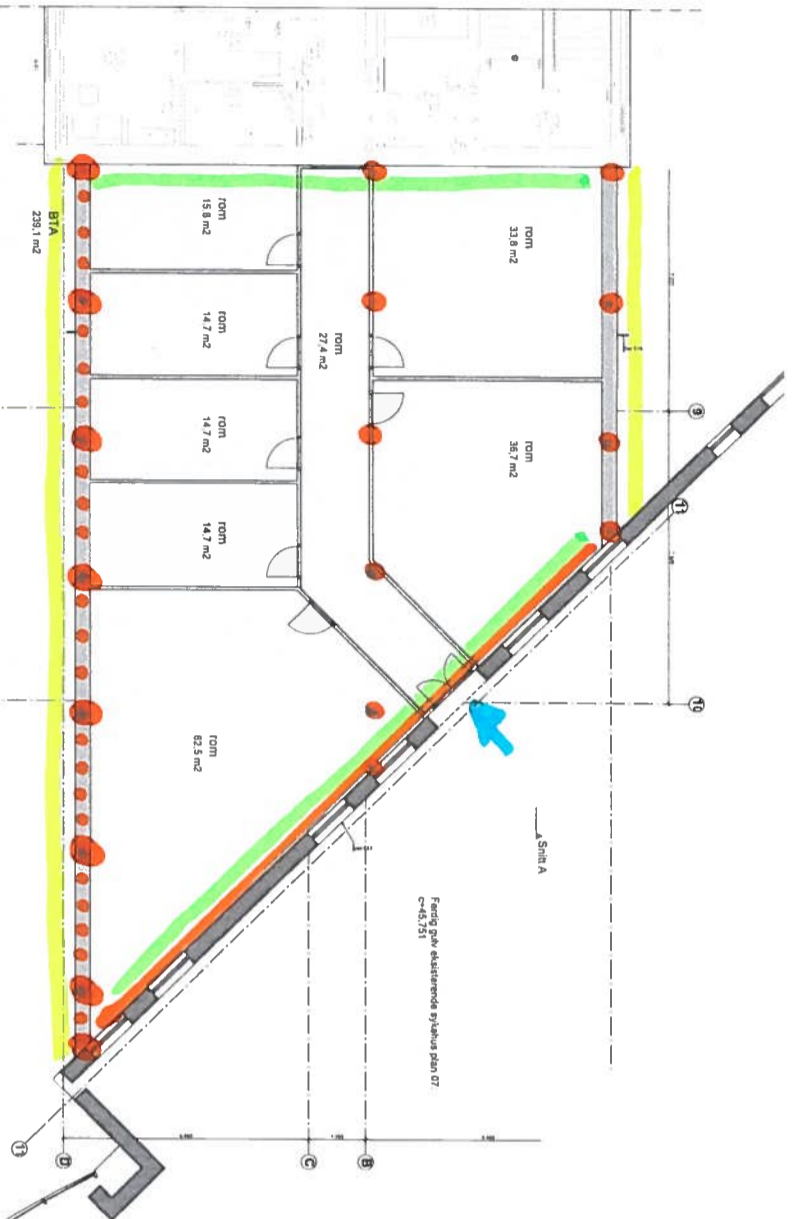 BTA
239,1 m2
rom
15.8 m2
rom
14.7 m2
rom
14.7 m2
rom
14.7 m2
rom
27,4 m2
rom
33,8 m2
rom
36,7 m2
rom
62.5 m2
9
11
10
Snitt A
Ferdig gulv eksisterende sykehus plan 07
c+45.751
B
C
D
11